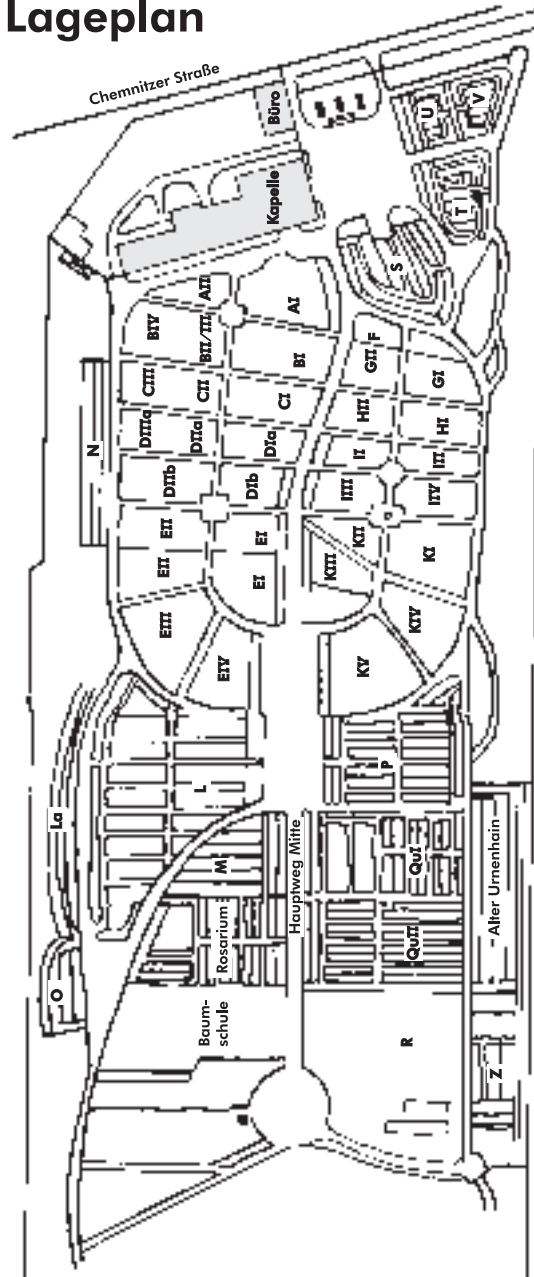 Lageplan
Chemnitzer Straße
Büro
U
V
Kapelle
T
S
AII
AI
BIV
BII/III
BI
F
GII
GI
CIII
CII
CI
HII
HI
DIIIa
DIIa
DIa
II
III
N
DIIb
DIb
IIII
IIV
EII
EI
KII
KI
EII
EI
KIII
EIII
EIV
KIV
KV
L
P
La
M
Hauptweg Mitte
QuI
Alter Urnenhain
Rosarium
QuII
O
Baum-
schule
R
Z